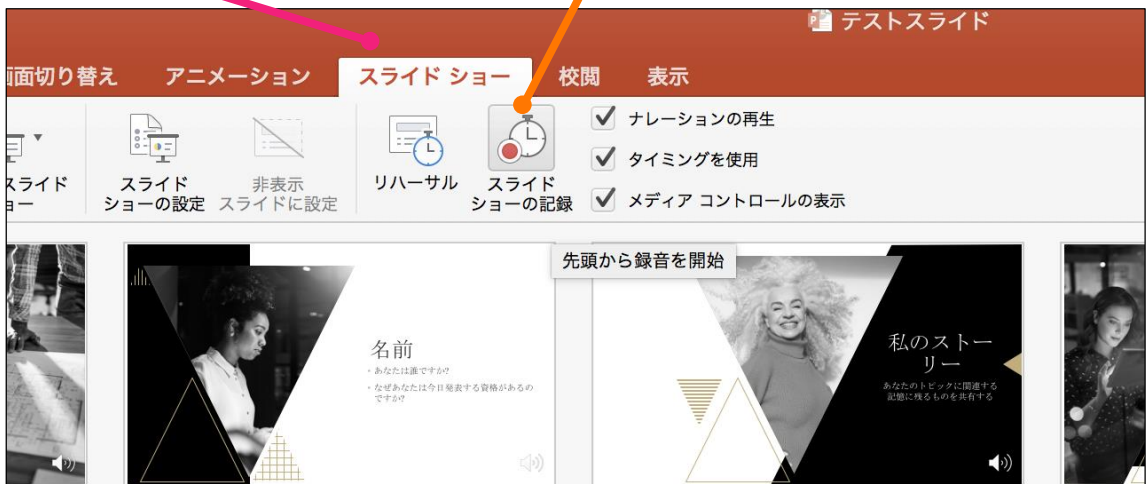 テストスライド
画面切り替え アニメーション スライド ショー 校閲 表示
スライド
ショー
スライド
ショーの設定
非表示
スライドに設定
リハーサル
スライド
ショーの記録
ナレーションの再生
タイミングを使用
メディア コントロールの表示
先頭から録音を開始
名前
・あなたは誰ですか?
・なぜあなたは今日発表する資格があるの
ですか?
私のストー
リー
あなたのトピックに関連する
記憶に残るものを共有する